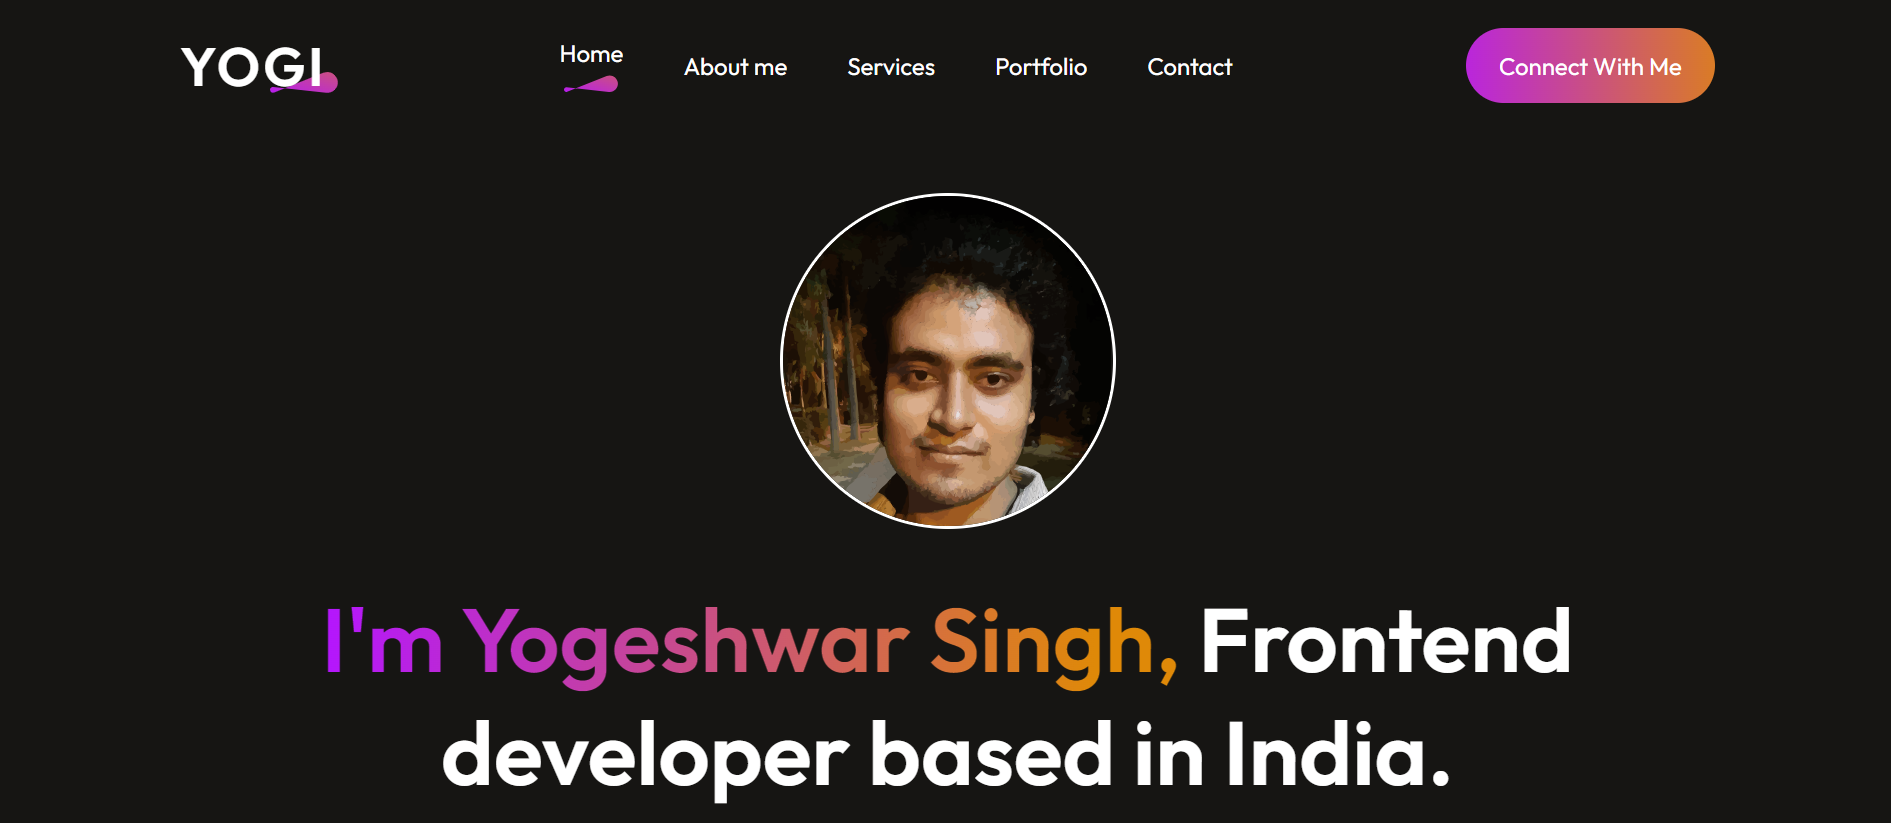 YOGI
Home
About me
Services
Portfolio
Contact
Connect With Me
I'm Yogeshwar Singh, Frontend
developer based in India.